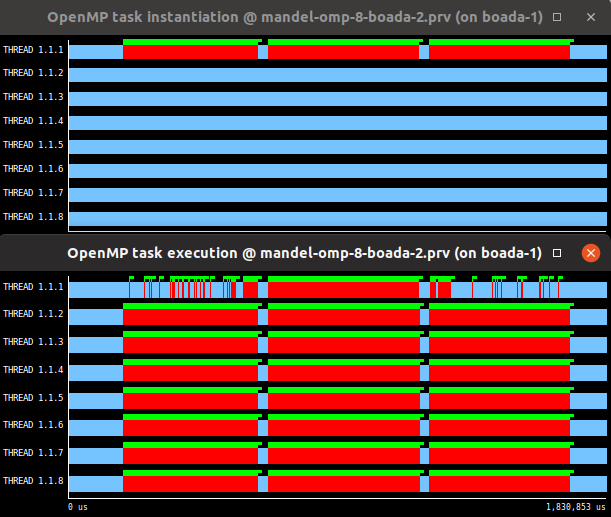 OpenMP task instantiation @ mandel-omp-8-boada-2.prv (on boada-1)
THREAD 1.1.1
THREAD 1.1.2
THREAD 1.1.3
THREAD 1.1.4
THREAD 1.1.5
THREAD 1.1.6
THREAD 1.1.7
THREAD 1.1.8
OpenMP task execution @ mandel-omp-8-boada-2.prv (on boada-1)
THREAD 1.1.1
THREAD 1.1.2
THREAD 1.1.3
THREAD 1.1.4
THREAD 1.1.5
THREAD 1.1.6
THREAD 1.1.7
THREAD 1.1.8
0 us 1,830,853 us